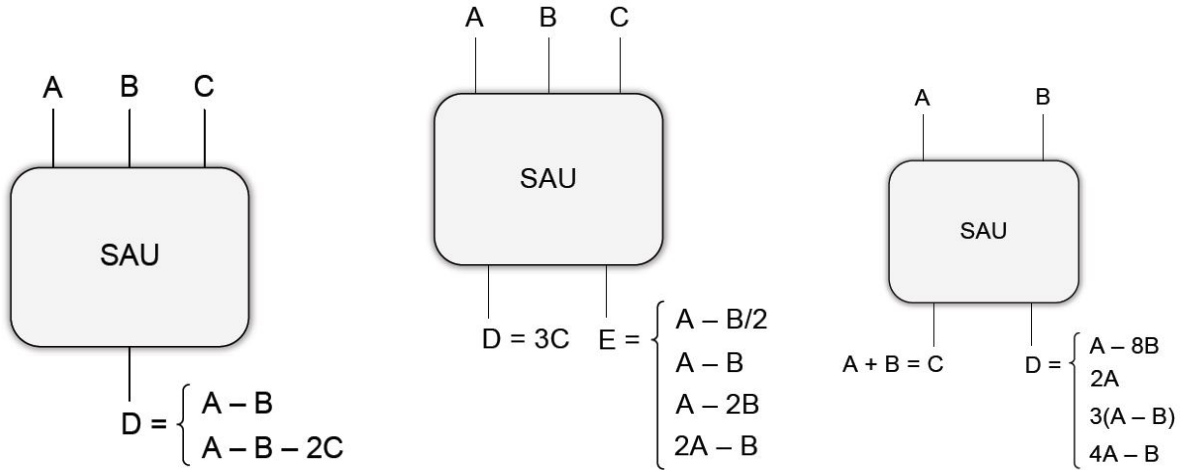 A B C
SAU
D = { A – B
A – B – 2C
A B C
SAU
D = 3C E = { A – B/2
A – B
A – 2B
2A – B
A B
SAU
A + B = C D = { A – 8B
2A
3(A – B)
4A – B